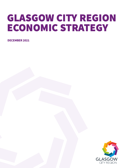 GLASGOW CITY REGION
ECONOMIC STRATEGY
DECEMBER 2021
GLASGOW
CITY REGION